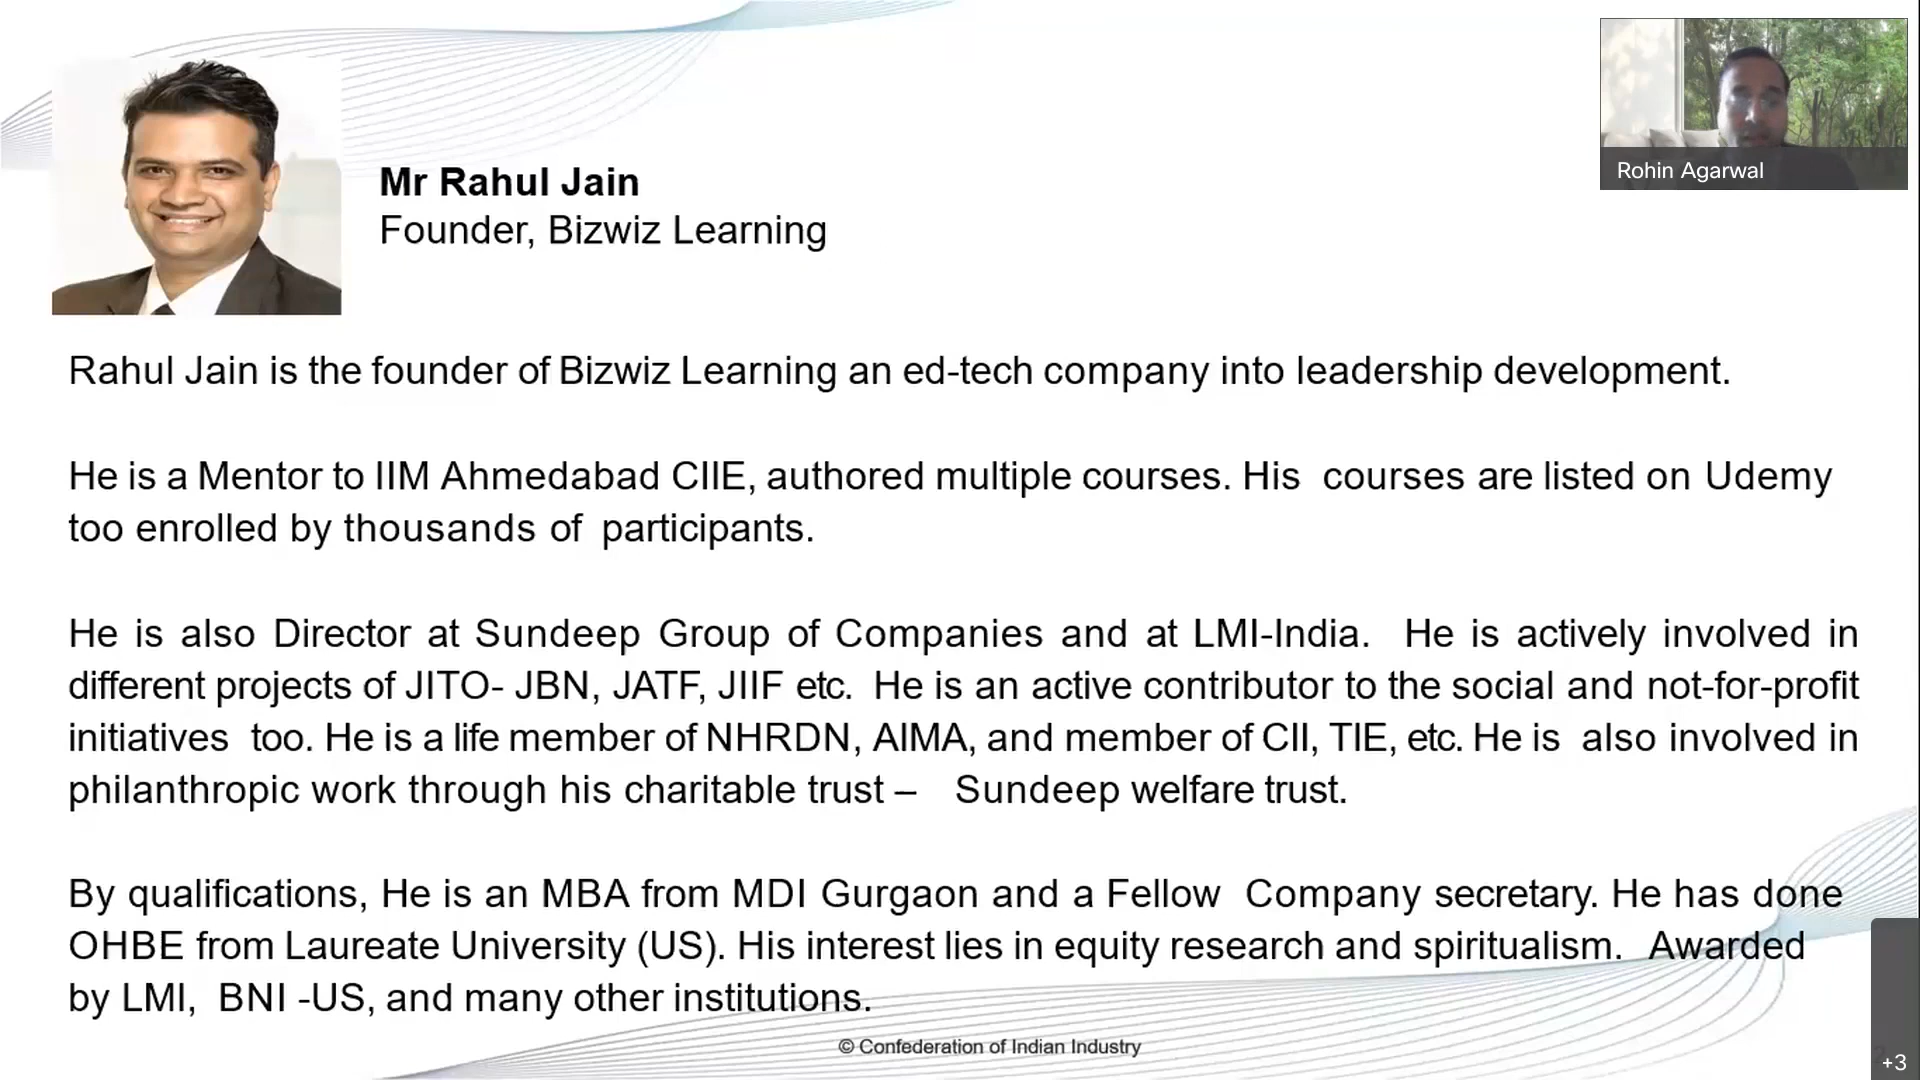 Rohin Agarwal
Mr Rahul Jain
Founder, Bizwiz Learning
Rahul Jain is the founder of Bizwiz Learning an ed-tech company into leadership development.
He is a Mentor to IIM Ahmedabad CIIE, authored multiple courses. His courses are listed on Udemy
too enrolled by thousands of participants.
He is also Director at Sundeep Group of Companies and at LMI-India. He is actively involved in
different projects of JITO- JBN, JATF, JIIF etc. He is an active contributor to the social and not-for-profit
initiatives too. He is a life member of NHRDN, AIMA, and member of CII, TIE, etc. He is also involved in
philanthropic work through his charitable trust – Sundeep welfare trust.
By qualifications, He is an MBA from MDI Gurgaon and a Fellow Company secretary. He has done
OHBE from Laureate University (US). His interest lies in equity research and spiritualism. Awarded
by LMI, BNI -US, and many other institutions.
© Confederation of Indian Industry
+3